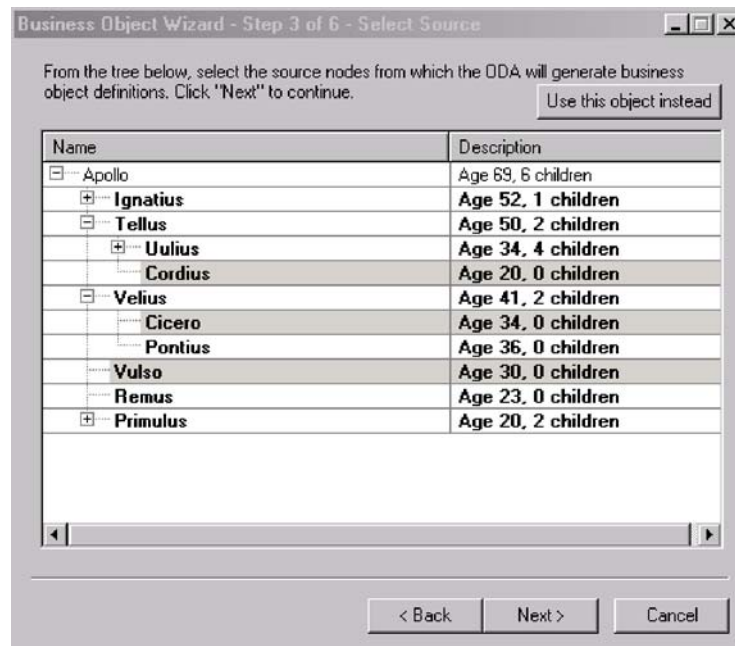 Business Object Wizard - Step 3 of 6 - Select Source
From the tree below, select the source nodes from which the ODA will generate business
object definitions. Click "Next" to continue.
Use this object instead
Name Description
Apollo Age 69, 6 children
Ignatius Age 52, 1 children
Tellus Age 50, 2 children
Uulius Age 34, 4 children
Cordius Age 20, 0 children
Velius Age 41, 2 children
Cicero Age 34, 0 children
Pontius Age 36, 0 children
Vulso Age 30, 0 children
Remus Age 23, 0 children
Primulus Age 20, 2 children
< Back Next > Cancel